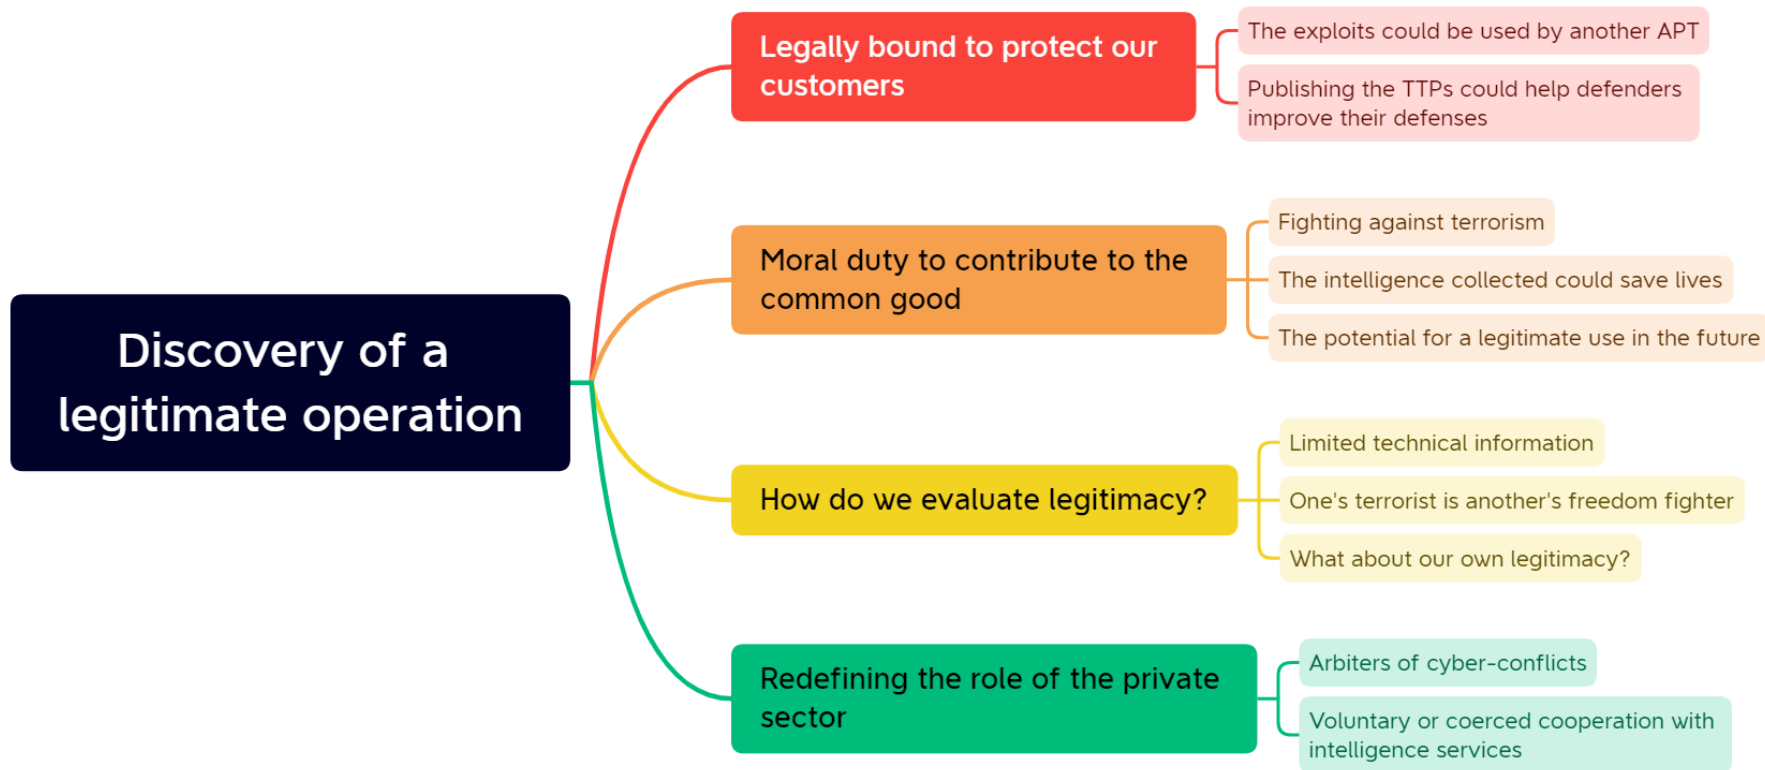 Discovery of a
legitimate operation
Legally bound to protect our
customers
The exploits could be used by another APT
Publishing the TTPs could help defenders
improve their defenses
Moral duty to contribute to the
common good
Fighting against terrorism
The intelligence collected could save lives
The potential for a legitimate use in the future
How do we evaluate legitimacy?
Limited technical information
One's terrorist is another's freedom fighter
What about our own legitimacy?
Redefining the role of the private
sector
Arbiters of cyber-conflicts
Voluntary or coerced cooperation with
intelligence services